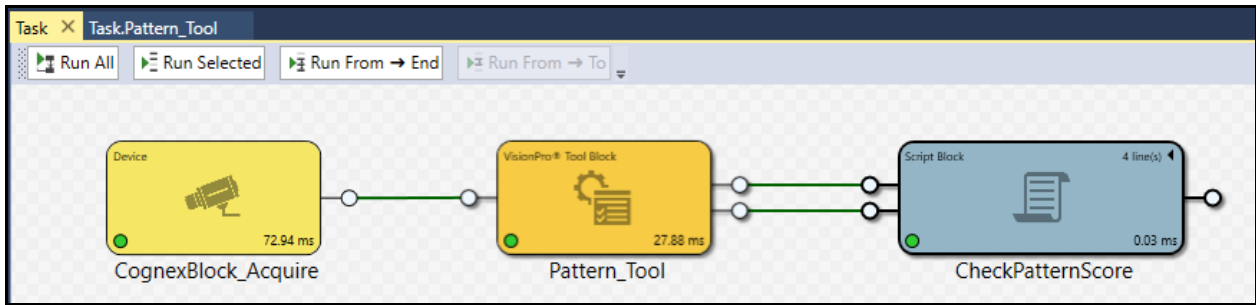 Task Task.Pattern_Tool
Run All Run Selected Run From → End Run From → To
Device
72.94 ms
CognexBlock_Acquire
VisionPro® Tool Block
27.88 ms
Pattern_Tool
Script Block 4 line(s)
0.03 ms
CheckPatternScore